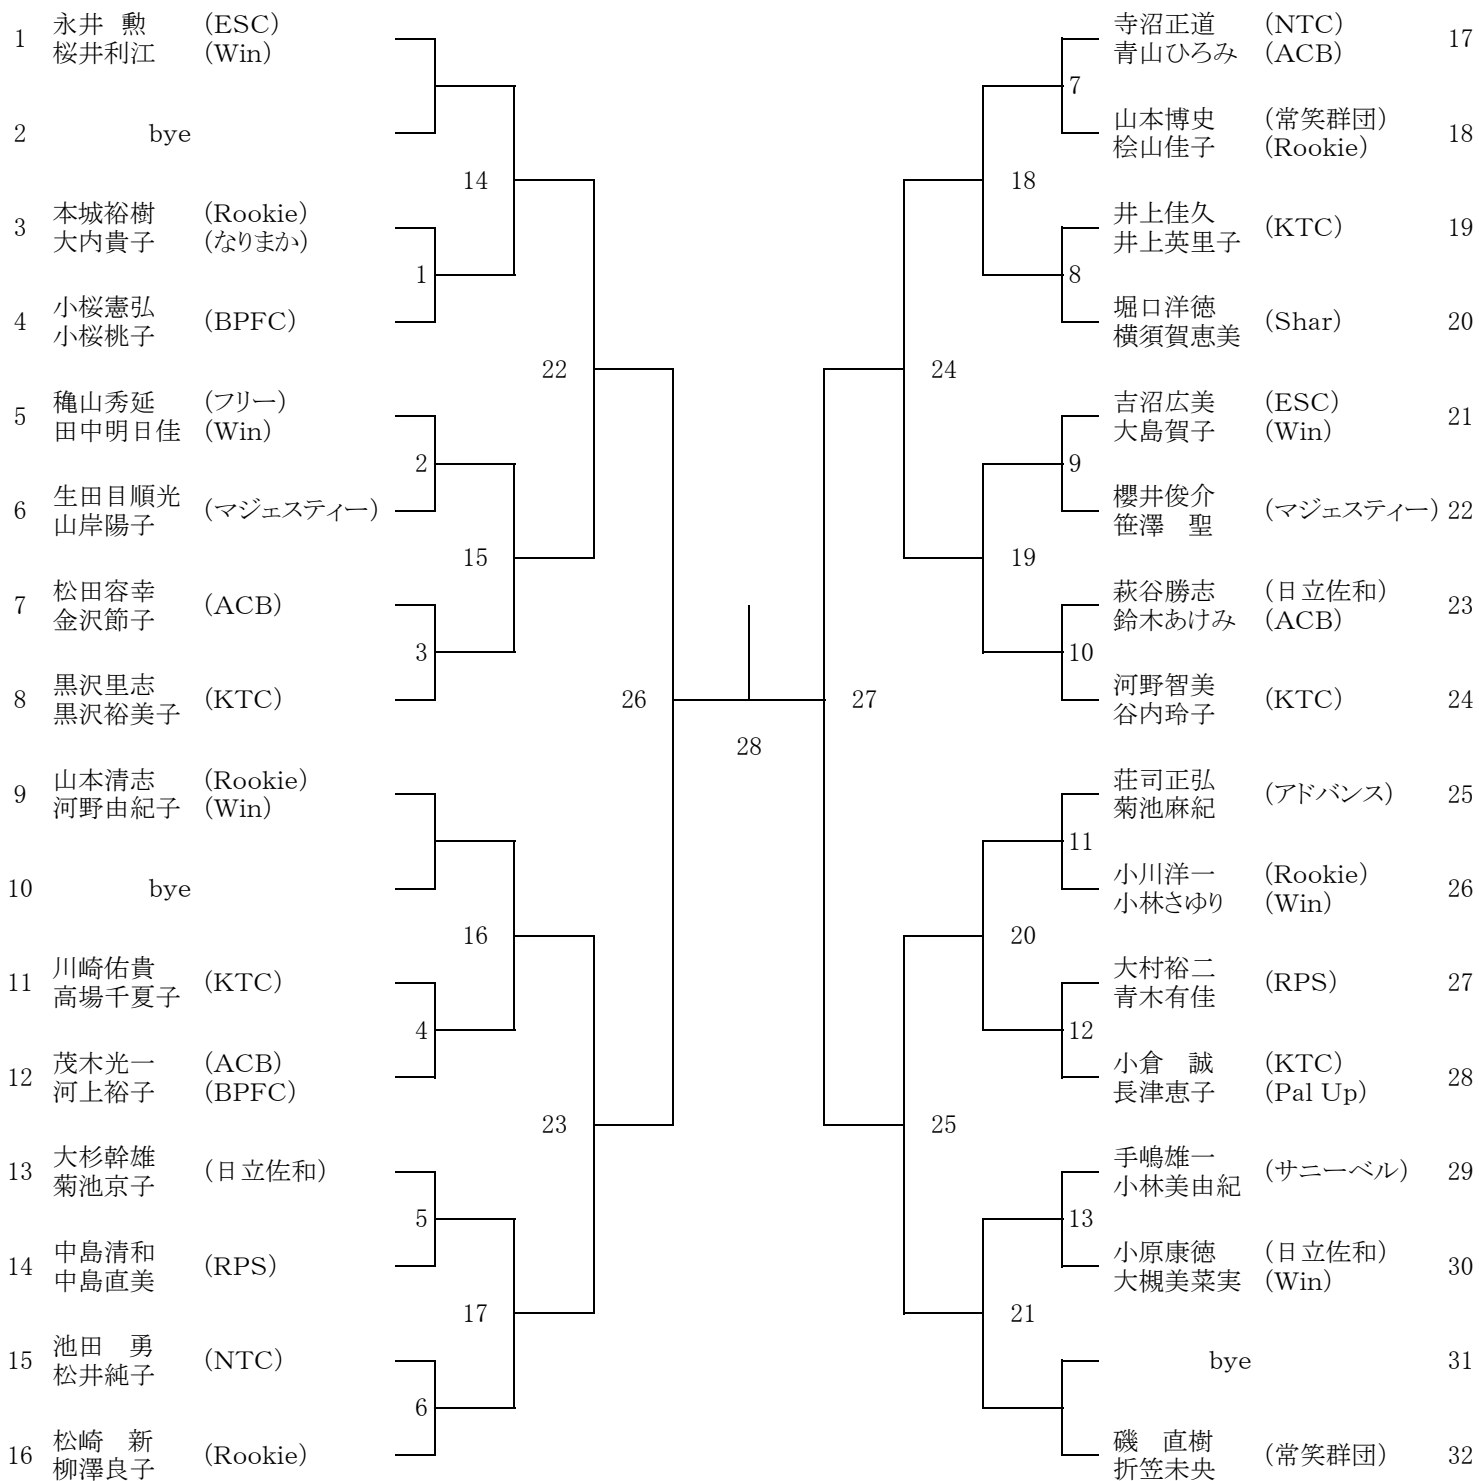 1 永井 勲 (ESC)
桜井利江 (Win)
2 bye
14
3 本城裕樹 (Rookie)
大内貴子 (なりまか)
1
4 小桜憲弘 (BPFC)
小桜桃子
22
5 穐山秀延 (フリー)
田中明日佳 (Win)
2
6 生田目順光 (マジェスティー)
山岸陽子
15
7 松田容幸 (ACB)
金沢節子
3
8 黒沢里志 (KTC)
黒沢裕美子
26
9 山本清志 (Rookie)
河野由紀子 (Win)
10 bye
16
11 川崎佑貴 (KTC)
高場千夏子
4
12 茂木光一 (ACB)
河上裕子 (BPFC)
23
13 大杉幹雄 (日立佐和)
菊池京子
5
14 中島清和 (RPS)
中島直美
17
15 池田 勇 (NTC)
松井純子
6
16 松崎 新 (Rookie)
柳澤良子
28
寺沼正道 (NTC) 17
青山ひろみ (ACB)
7
山本博史 (常笑群団) 18
桧山佳子 (Rookie)
18
井上佳久 (KTC) 19
井上英里子
8
堀口洋徳 (Shar) 20
横須賀恵美
24
吉沼広美 (ESC) 21
大島賀子 (Win)
9
櫻井俊介 (マジェスティー) 22
笹澤 聖
19
萩谷勝志 (日立佐和) 23
鈴木あけみ (ACB)
10
河野智美 (KTC) 24
谷内玲子
27
荘司正弘 (アドバンス) 25
菊池麻紀
11
小川洋一 (Rookie) 26
小林さゆり (Win)
20
大村裕二 (RPS) 27
青木有佳
12
小倉 誠 (KTC) 28
長津恵子 (Pal Up)
25
手嶋雄一 (サニーベル) 29
小林美由紀
13
小原康徳 (日立佐和) 30
大槻美菜実 (Win)
21
bye 31
磯 直樹 (常笑群団) 32
折笠未央